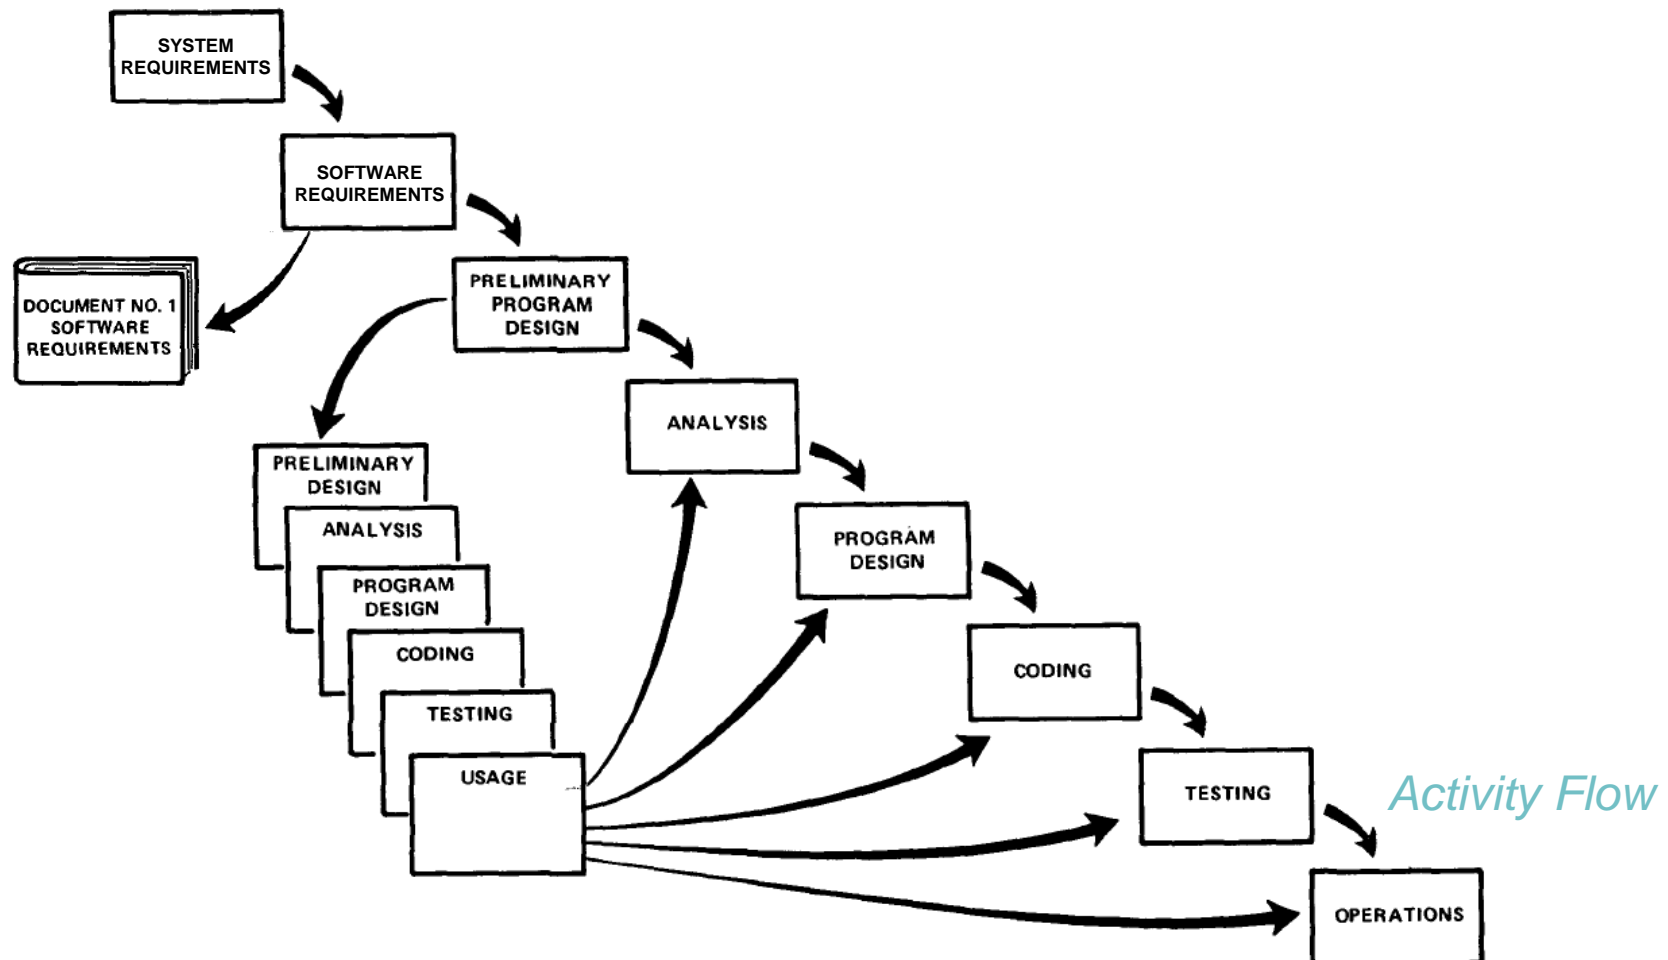 SYSTEM
REQUIREMENTS
SOFTWARE
REQUIREMENTS
DOCUMENT NO. 1
SOFTWARE
REQUIREMENTS
PRELIMINARY
PROGRAM
DESIGN
ANALYSIS
PROGRAM
DESIGN
CODING
TESTING
OPERATIONS
PRELIMINARY
DESIGN
ANALYSIS
PROGRAM
DESIGN
CODING
TESTING
USAGE
Activity Flow